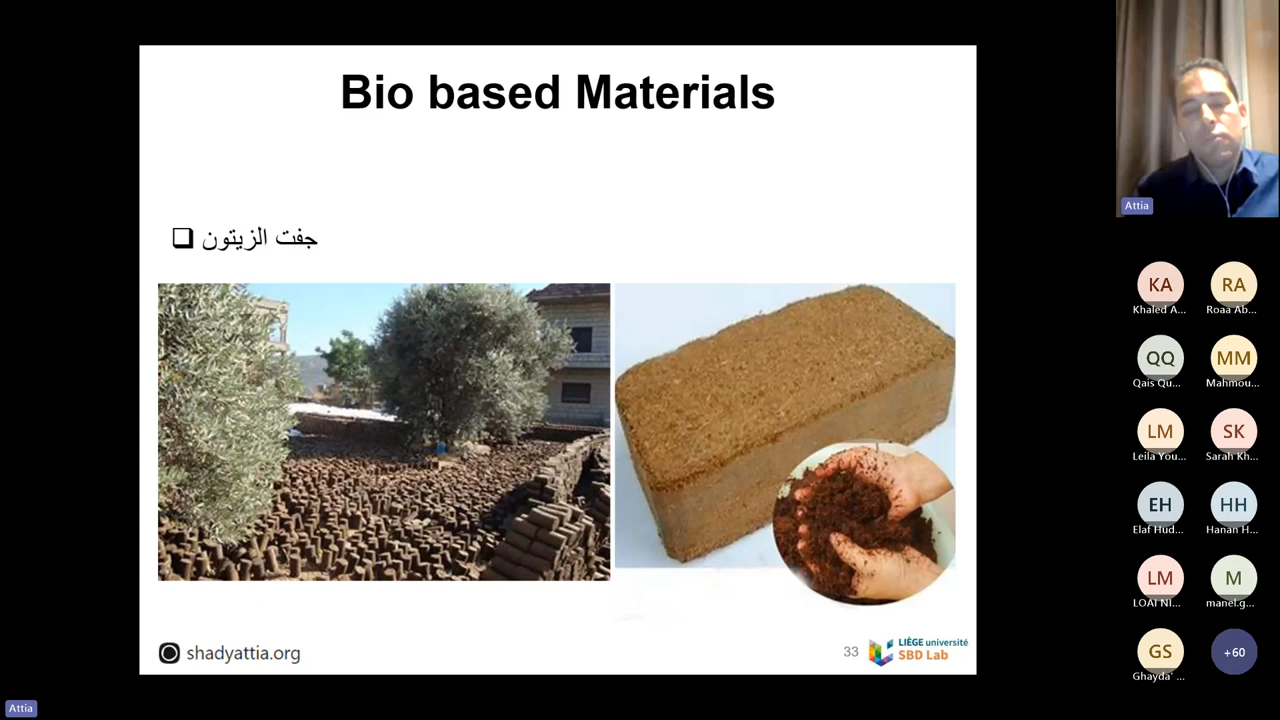 Bio based Materials
جفت الزيتون
shadyattia.org
33
LIÈGE université
SBD Lab
Attia
KA
Khaled A...
RA
Roaa Ab...
QQ
Qais Qu...
MM
Mahmou...
LM
Leila You...
SK
Sarah Kh...
EH
Elaf Hud...
HH
Hanan H...
LM
LOAI NI...
M
manel.g...
GS
Ghayda' ...
+60
Attia